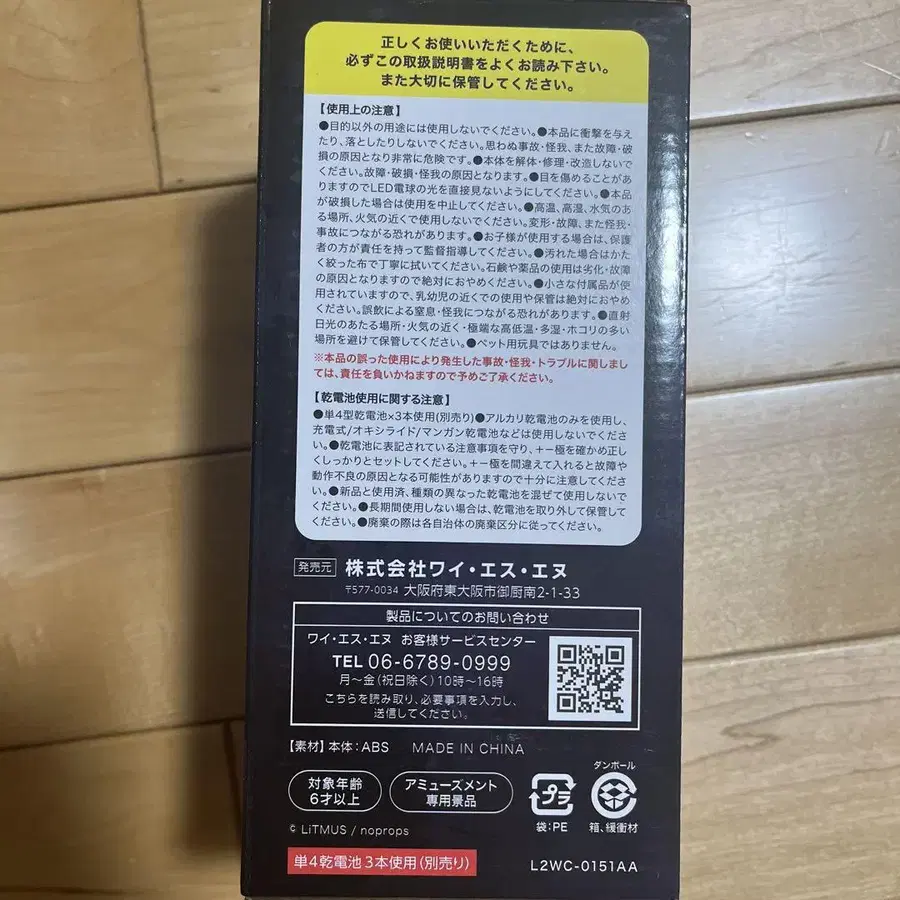 正しくお使いいただくために、
必ずこの取扱説明書をよくお読み下さい。
また大切に保管してください。
【使用上の注意】
●目的以外の用途には使用しないでください。●本品に衝撃を与え
たり、落としたりしないでください。思わぬ事故・怪我、また故障・破
損の原因となり非常に危険です。●本体を解体・修理・改造しないで
ください。故障・破損・怪我の原因となります。●目を傷めることがあ
りますのでLED電球の光を直接見ないようにしてください。●本品
が破損した場合は使用を中止してください。●高温、高湿、水気のあ
る場所、火気の近くで使用しないでください。変形・故障、また怪我・
事故につながる恐れがあります。●お子様が使用する場合は、保護
者の方が責任を持って監督指導してください。●汚れた場合はかた
く絞った布で丁寧に拭いてください。石鹸や薬品の使用は劣化・故障
の原因となりますので絶対におやめください。●小さな付属品が使
用されていますので、乳幼児の近くでの使用や保管は絶対におやめ
ください。誤飲による窒息・怪我につながる恐れがあります。●直射
日光のあたる場所・火気の近く・極端な高低温・多湿・ホコリの多い
場所を避けて保管してください。●ペット用玩具ではありません。
※本品の誤った使用により発生した事故・怪我・トラブルに関しまし
ては、責任を負いかねますので予めご了承ください。
【乾電池使用に関する注意】
●単4型乾電池×3本使用(別売り)●アルカリ乾電池のみを使用し、
充電式/オキシライド/マンガン乾電池などは使用しないでくださ
い。●乾電池に表記されている注意事項を守り、+−極を確かめ正し
くしっかりとセットしてください。+−極を間違えて入れると故障や
動作不良の原因となる可能性がありますので十分に注意してくださ
い。●新品と使用済、種類の異なった乾電池を混ぜて使用しないで
ください。●長期間使用しない場合は、乾電池を取り外して保管して
ください。●廃棄の際は各自治体の廃棄区分に従ってください。
発売元 株式会社ワイ・エス・エヌ
〒577-0034 大阪府東大阪市御厨南2-1-33
製品についてのお問い合わせ
ワイ・エス・エヌ お客様サービスセンター
TEL 06-6789-0999
月〜金(祝日除く)10時〜16時
こちらを読み取り、必要事項を入力し、
送信してください。
【素材】本体:ABS MADE IN CHINA
対象年齢
6才以上
アミューズメント
専用景品
プラ
袋:PE
ダンボール
箱、緩衝材
© LiTMUS / noprops
単4乾電池3本使用(別売り)
L2WC-0151AA